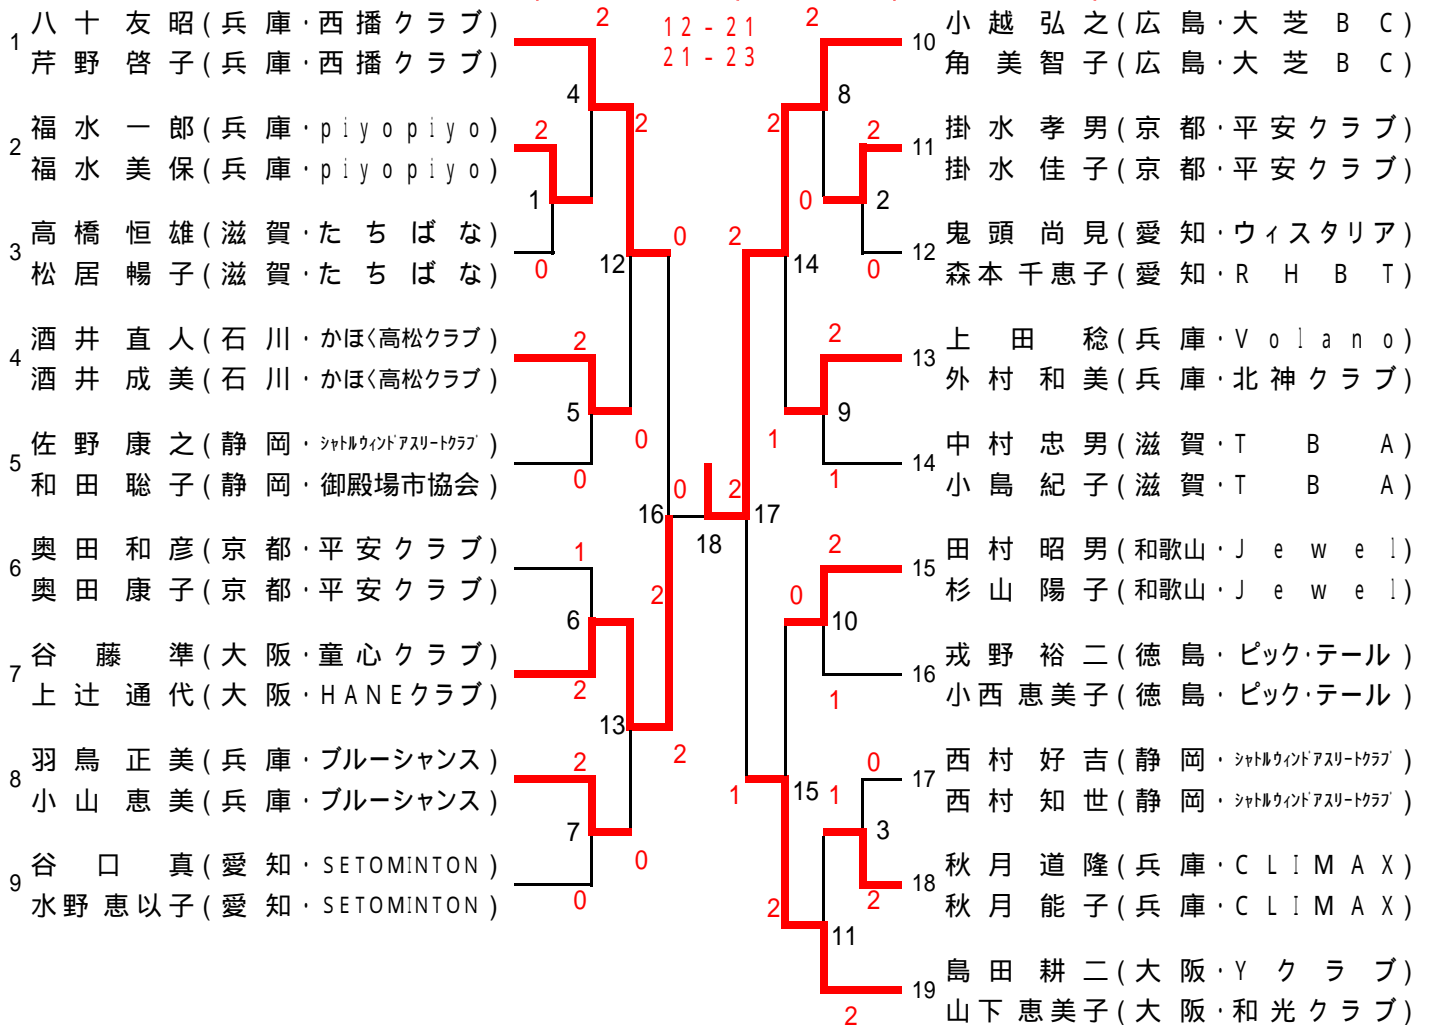 1 八十 友昭(兵庫・西播クラブ)
芹野 啓子(兵庫・西播クラブ)
2 福水 一郎(兵庫・piyopiyo)
福水 美保(兵庫・piyopiyo)
3 高橋 恒雄(滋賀・たちばな)
松居 暢子(滋賀・たちばな)
4 酒井 直人(石川・かほく高松クラブ)
酒井 成美(石川・かほく高松クラブ)
5 佐野 康之(静岡・シャトルウィンドアスリートクラブ)
和田 聡子(静岡・御殿場市協会)
6 奥田 和彦(京都・平安クラブ)
奥田 康子(京都・平安クラブ)
7 谷藤 準(大阪・童心クラブ)
上辻 通代(大阪・HANEクラブ)
8 羽鳥 正美(兵庫・ブルーシャンス)
小山 恵美(兵庫・ブルーシャンス)
9 谷口 真(愛知・SETOMINTON)
水野 恵以子(愛知・SETOMINTON)
2
4
2
2
1
0
12
0
2
5
0
0
16
0
1
6
2
2
13
2
2
7
0
0
12-21
21-23
18
2
17
2
8
2
2
0
2
0
2
14
2
9
1
1
2
0
10
1
0
15
1
1
3
2
2
11
2
10 小越 弘之(広島・大芝BC)
角 美智子(広島・大芝BC)
11 掛水 孝男(京都・平安クラブ)
掛水 佳子(京都・平安クラブ)
12 鬼頭 尚見(愛知・ウィスタリア)
森本 千恵子(愛知・RHBT)
13 上田 稔(兵庫・Volano)
外村 和美(兵庫・北神クラブ)
14 中村 忠男(滋賀・TBA)
小島 紀子(滋賀・TBA)
15 田村 昭男(和歌山・Jewel)
杉山 陽子(和歌山・Jewel)
16 戎野 裕二(徳島・ピック・テール)
小西 恵美子(徳島・ピック・テール)
17 西村 好吉(静岡・シャトルウィンドアスリートクラブ)
西村 知世(静岡・シャトルウィンドアスリートクラブ)
18 秋月 道隆(兵庫・CLIMAX)
秋月 能子(兵庫・CLIMAX)
19 島田 耕二(大阪・Yクラブ)
山下 恵美子(大阪・和光クラブ)